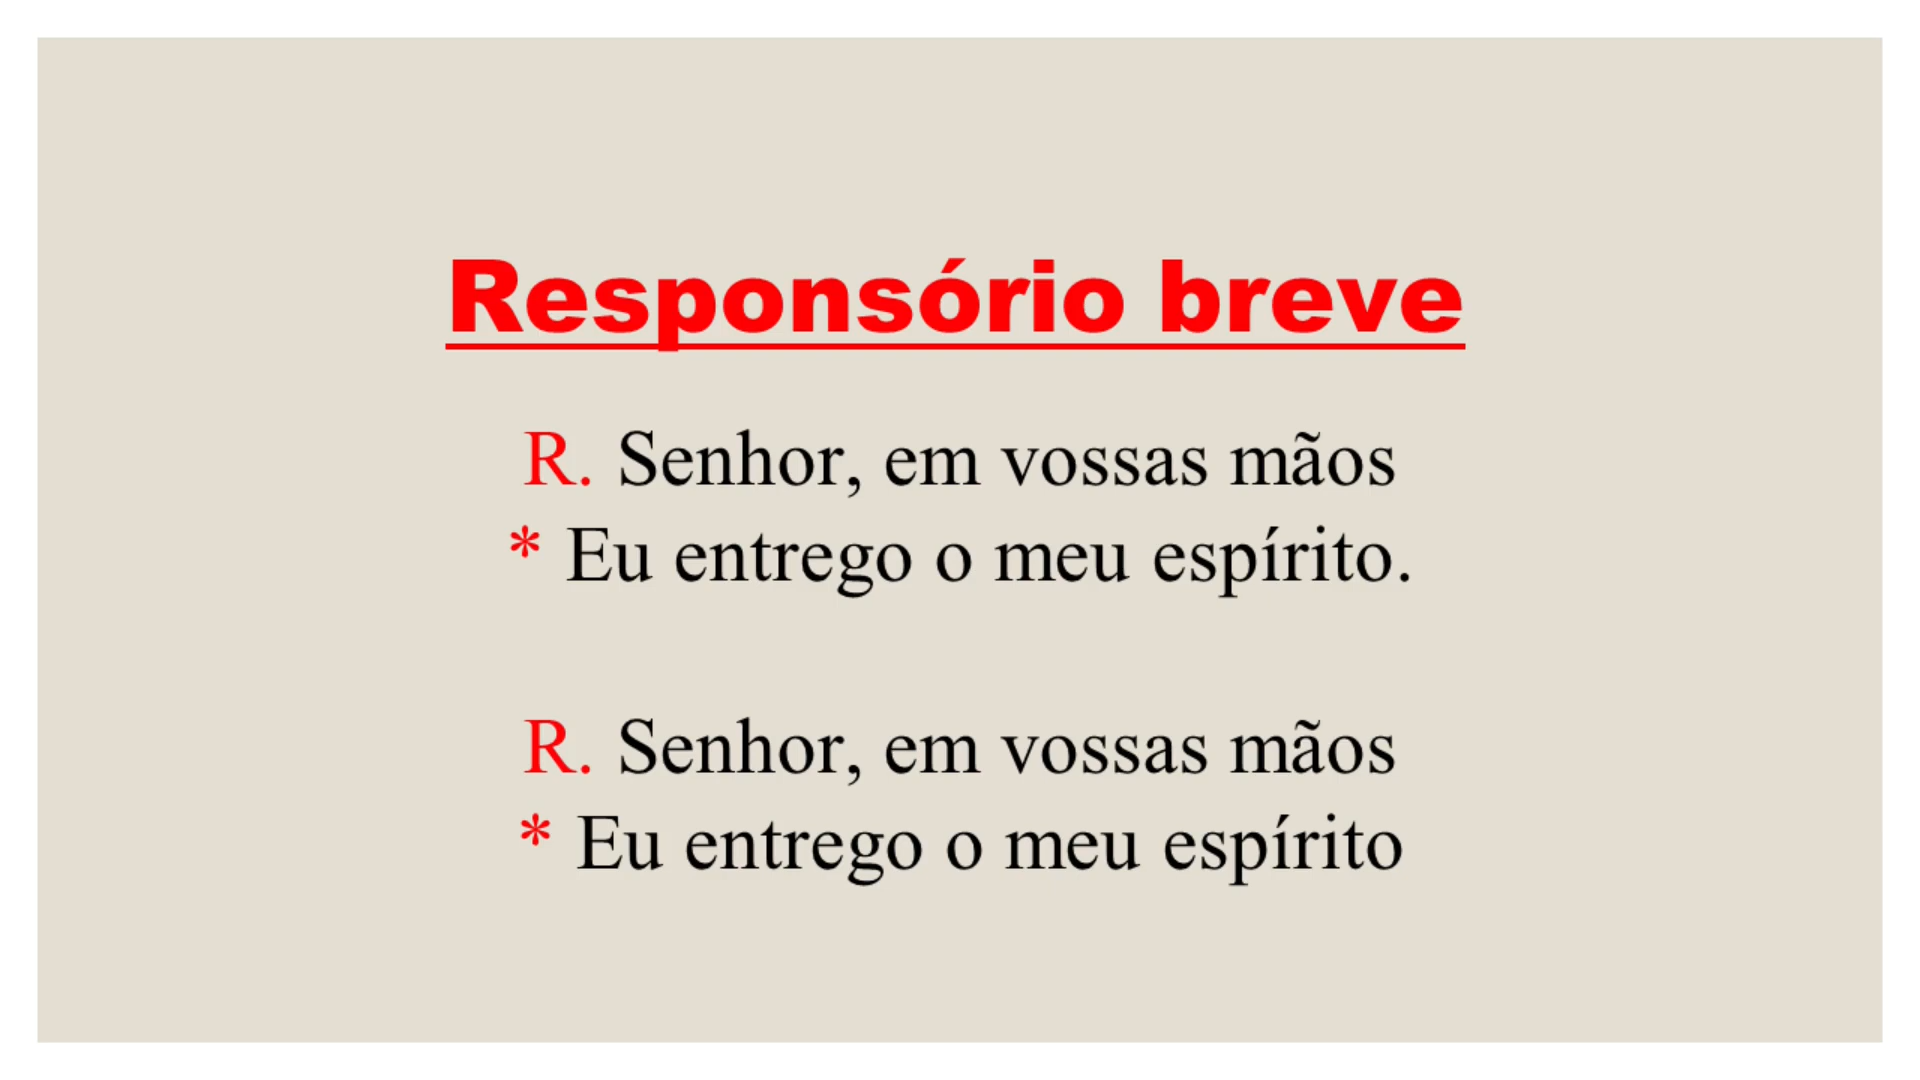 Responsório breve
R. Senhor, em vossas mãos
* Eu entrego o meu espírito.
R. Senhor, em vossas mãos
* Eu entrego o meu espírito